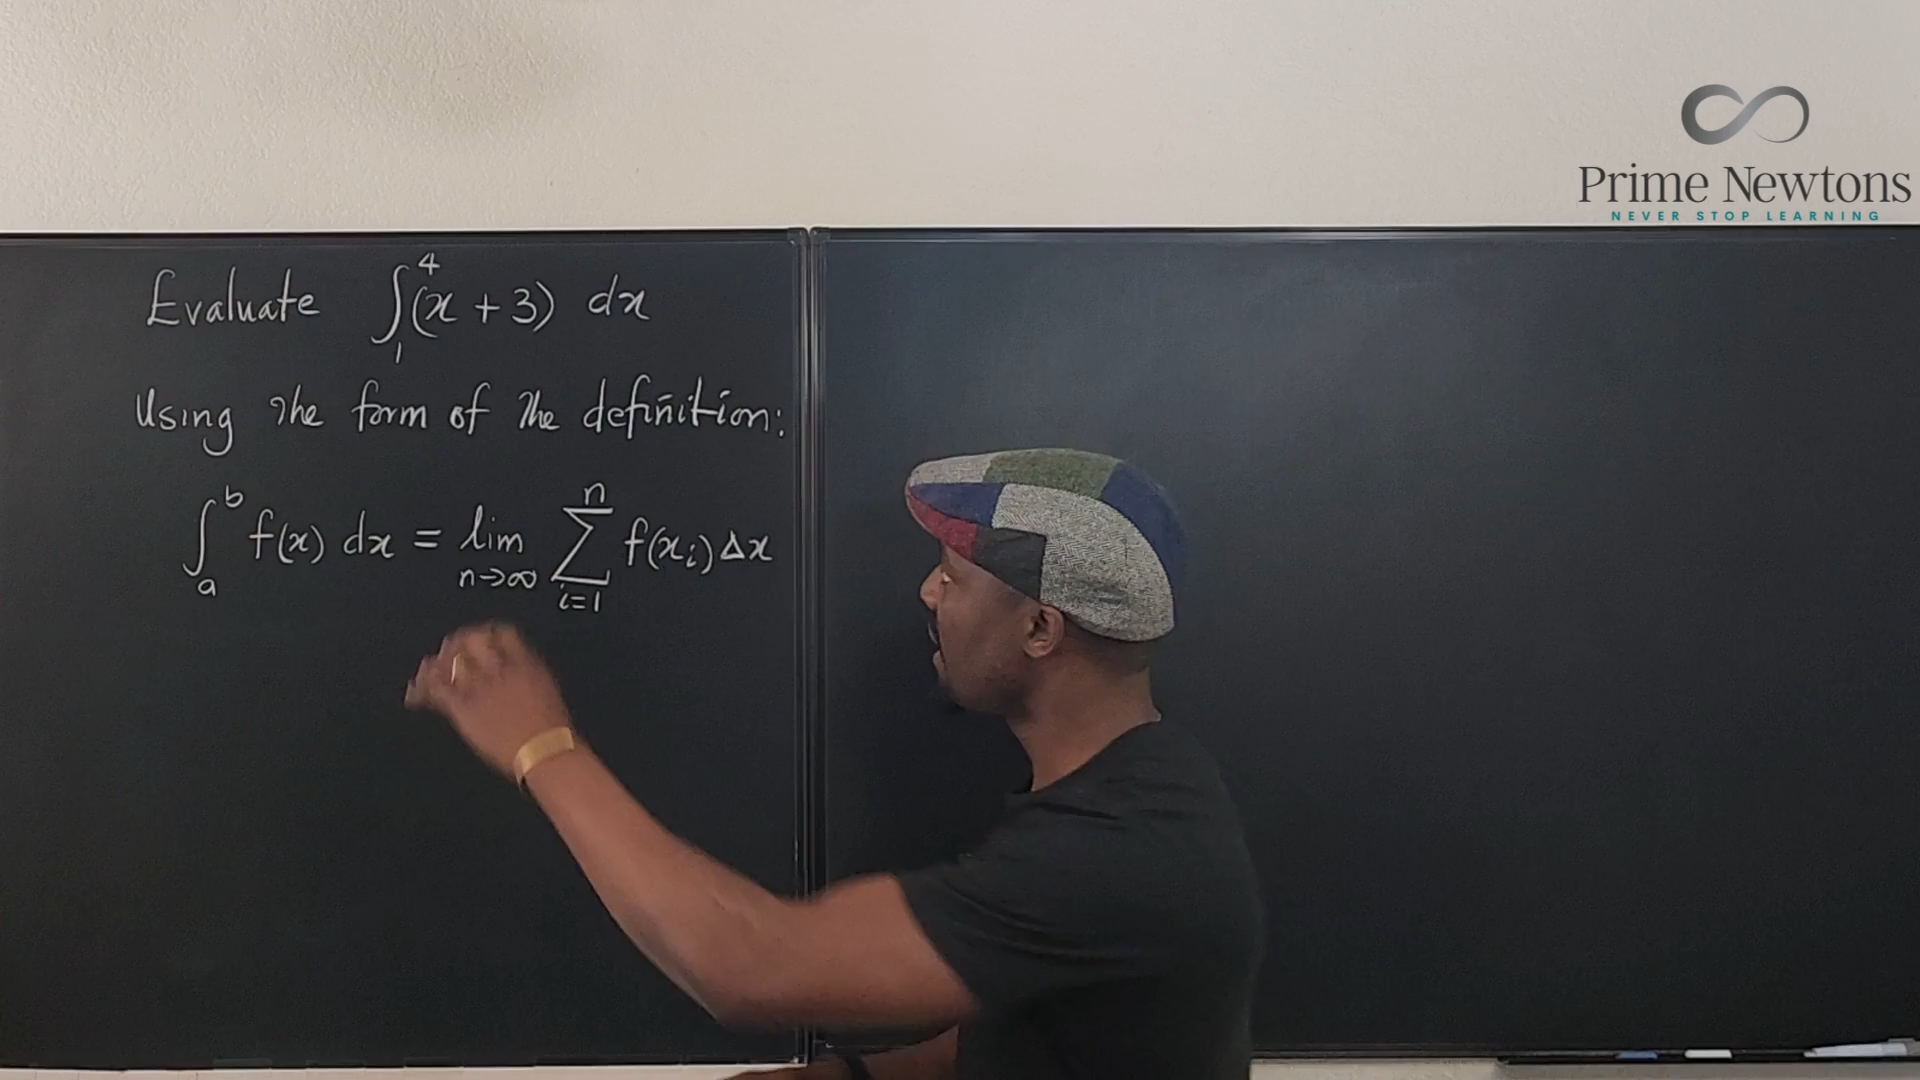 Prime Newtons
NEVER STOP LEARNING
Evaluate ∫₁⁴ (x + 3) dx
Using the form of the definition:
∫ₐᵇ f(x) dx = lim n→∞ ∑ i=1 n f(xᵢ) Δx